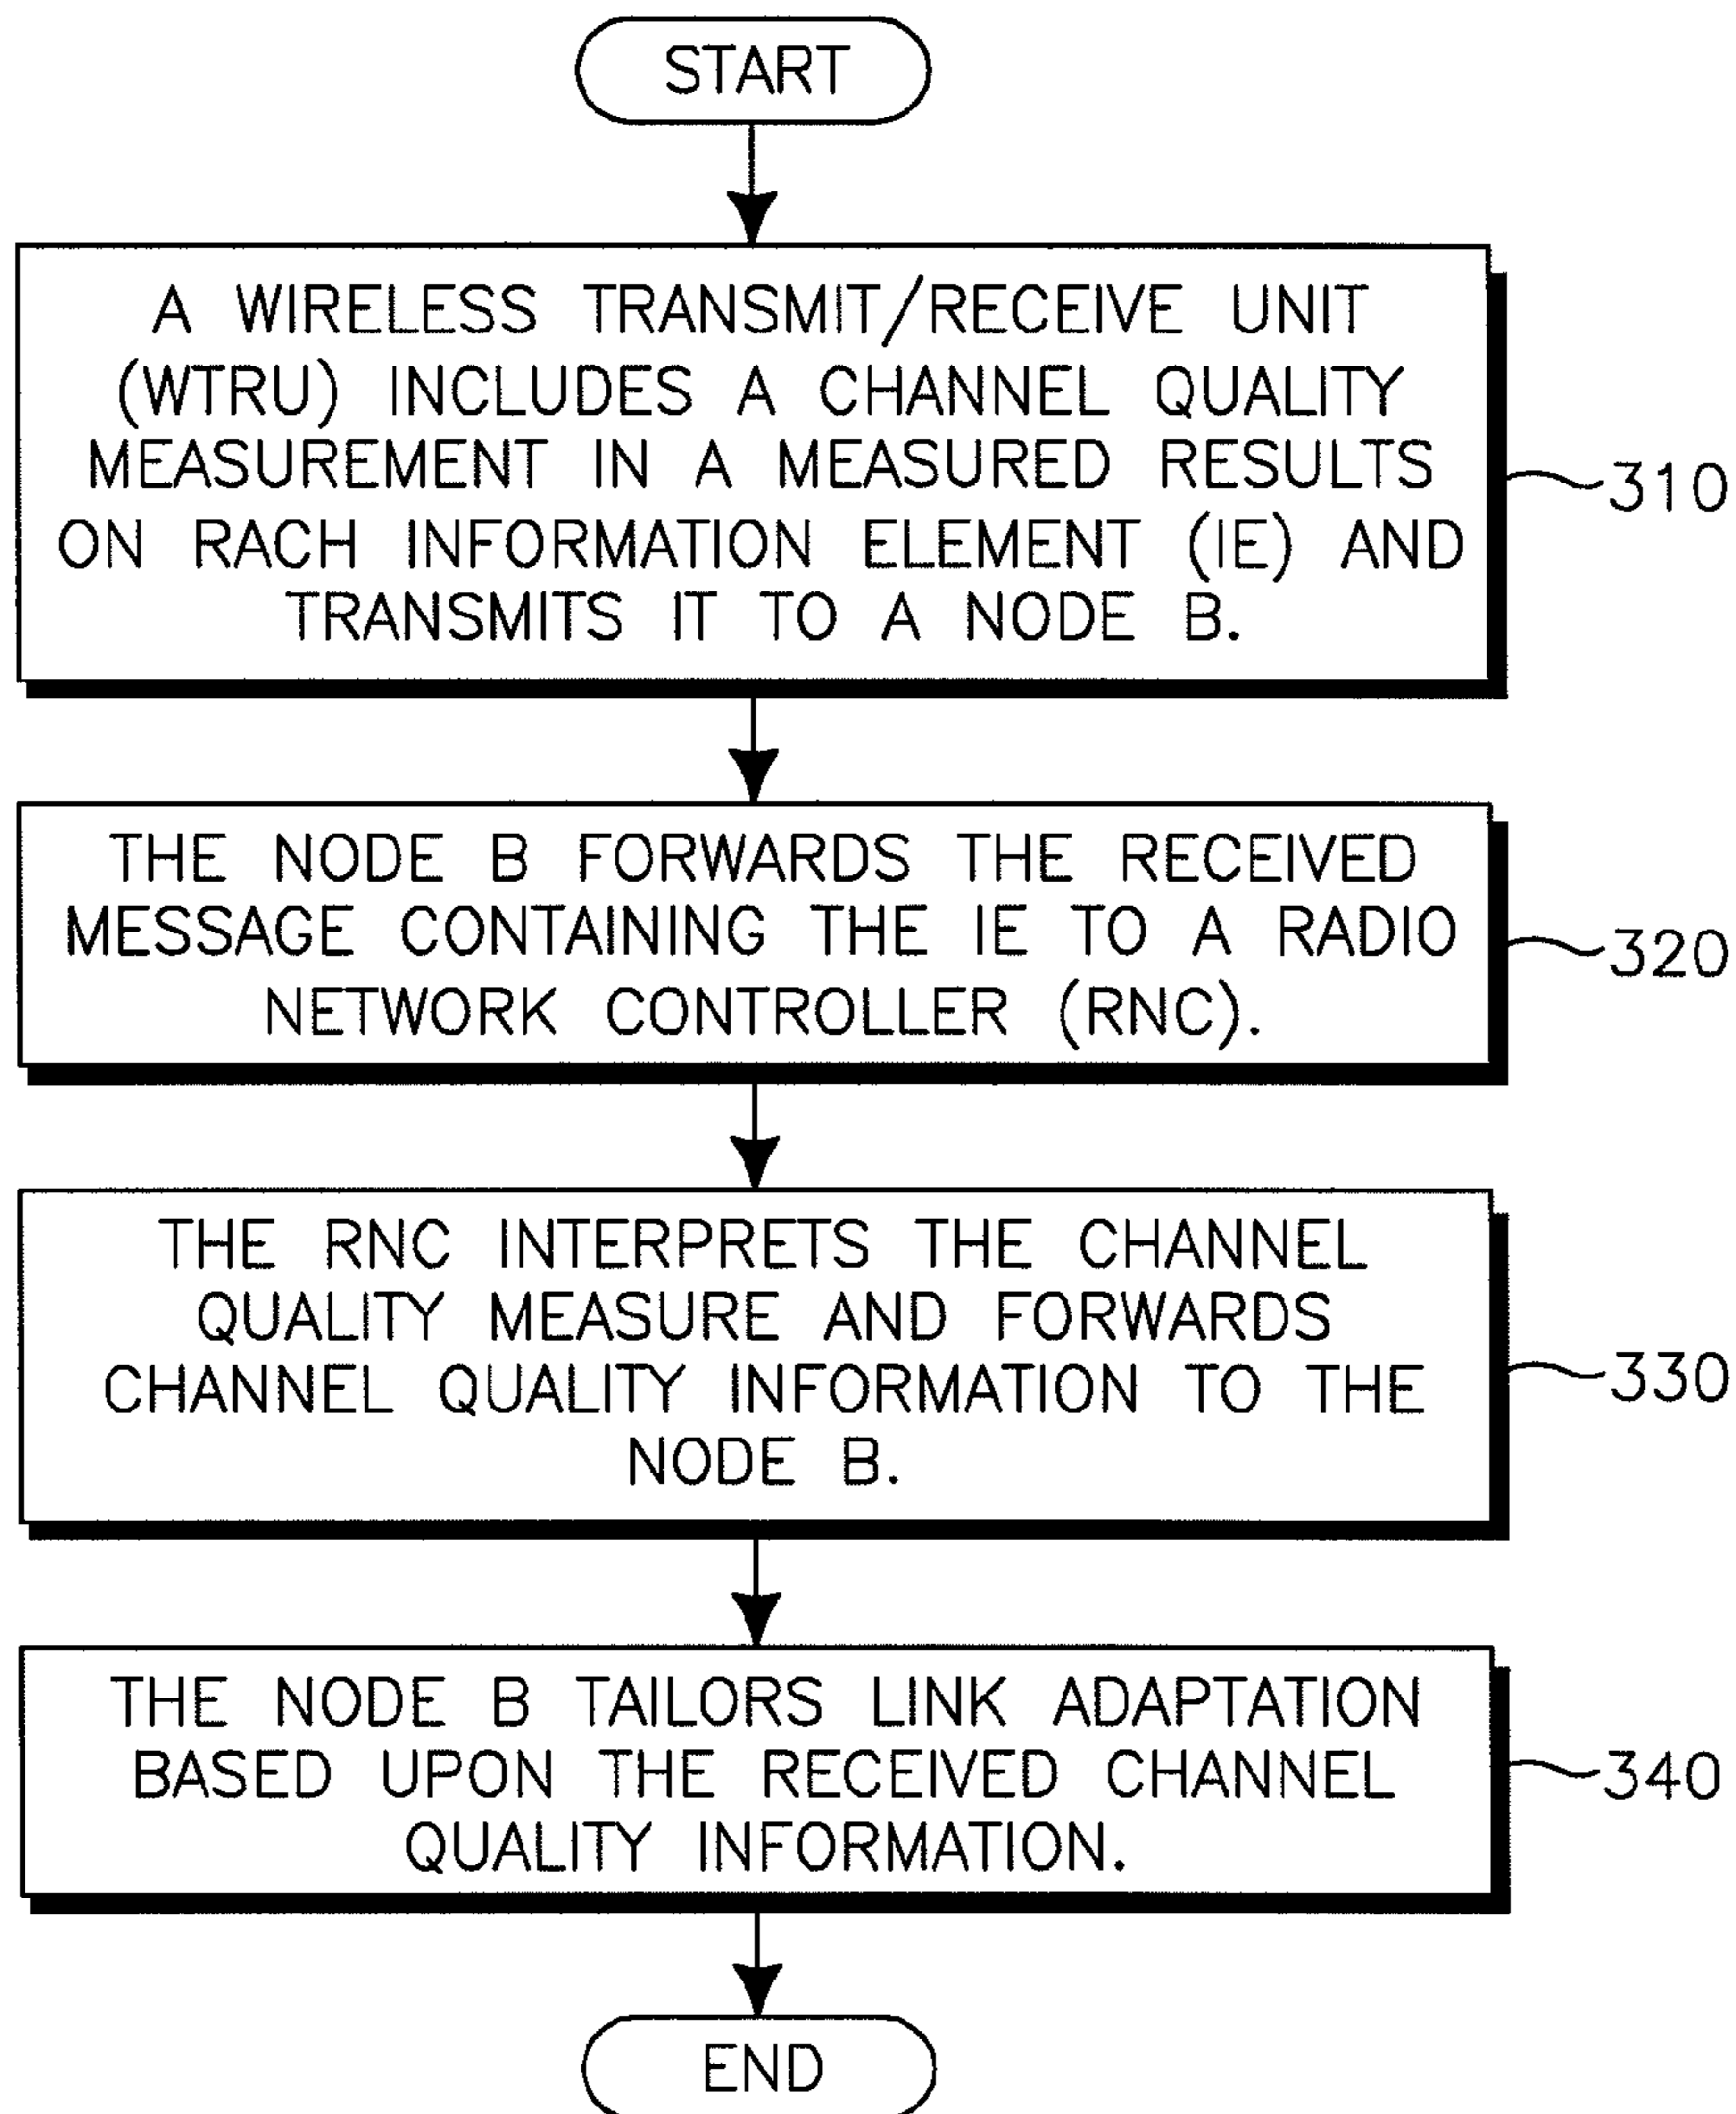 START
A WIRELESS TRANSMIT/RECEIVE UNIT
(WTRU) INCLUDES A CHANNEL QUALITY
MEASUREMENT IN A MEASURED RESULTS
ON RACH INFORMATION ELEMENT (IE) AND
TRANSMITS IT TO A NODE B.
310
THE NODE B FORWARDS THE RECEIVED
MESSAGE CONTAINING THE IE TO A RADIO
NETWORK CONTROLLER (RNC).
320
THE RNC INTERPRETS THE CHANNEL
QUALITY MEASURE AND FORWARDS
CHANNEL QUALITY INFORMATION TO THE
NODE B.
330
THE NODE B TAILORS LINK ADAPTATION
BASED UPON THE RECEIVED CHANNEL
QUALITY INFORMATION.
340
END